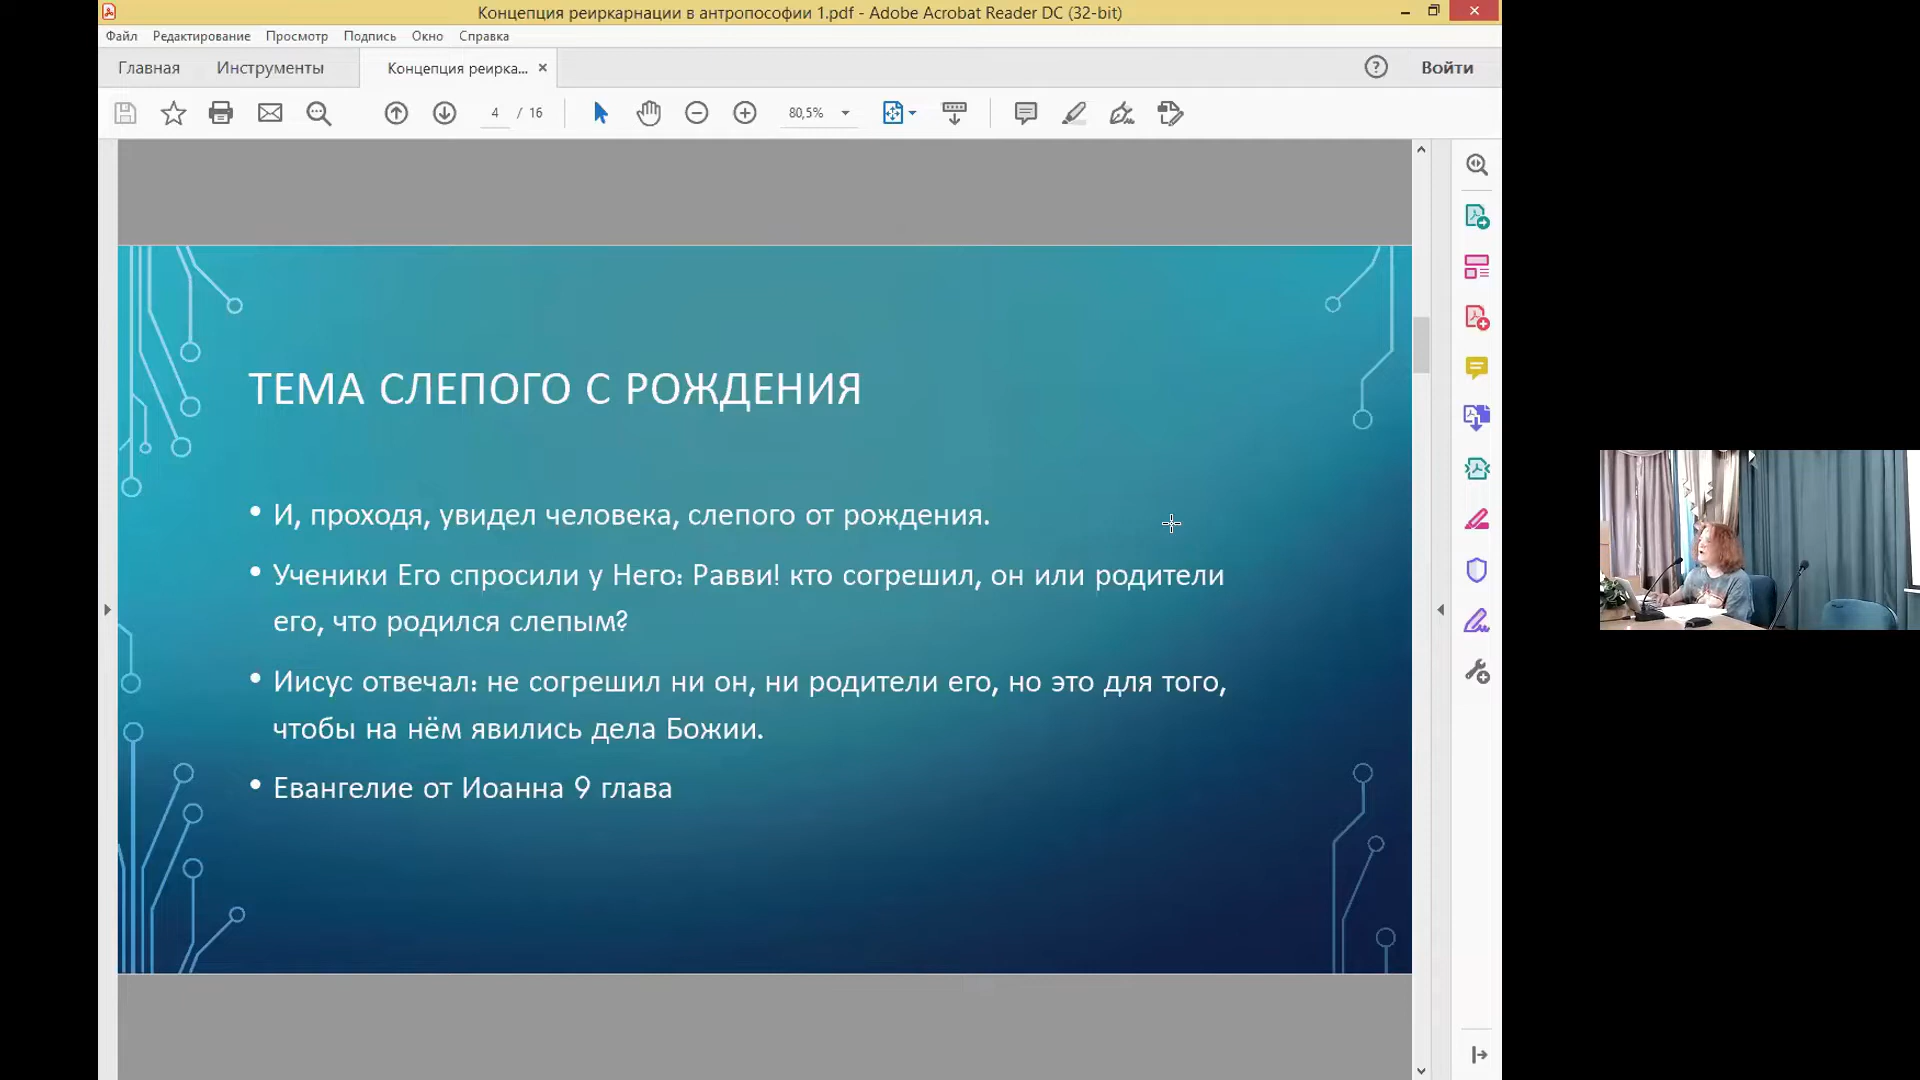 Концепция реиркарнации в антропософии 1.pdf - Adobe Acrobat Reader DC (32-bit)
Файл Редактирование Просмотр Подпись Окно Справка
Главная Инструменты Концепция реирка... Войти
4 / 16 80,5%
ТЕМА СЛЕПОГО С РОЖДЕНИЯ
• И, проходя, увидел человека, слепого от рождения.
• Ученики Его спросили у Него: Равви! кто согрешил, он или родители
его, что родился слепым?
• Иисус отвечал: не согрешил ни он, ни родители его, но это для того,
чтобы на нём явились дела Божии.
• Евангелие от Иоанна 9 глава